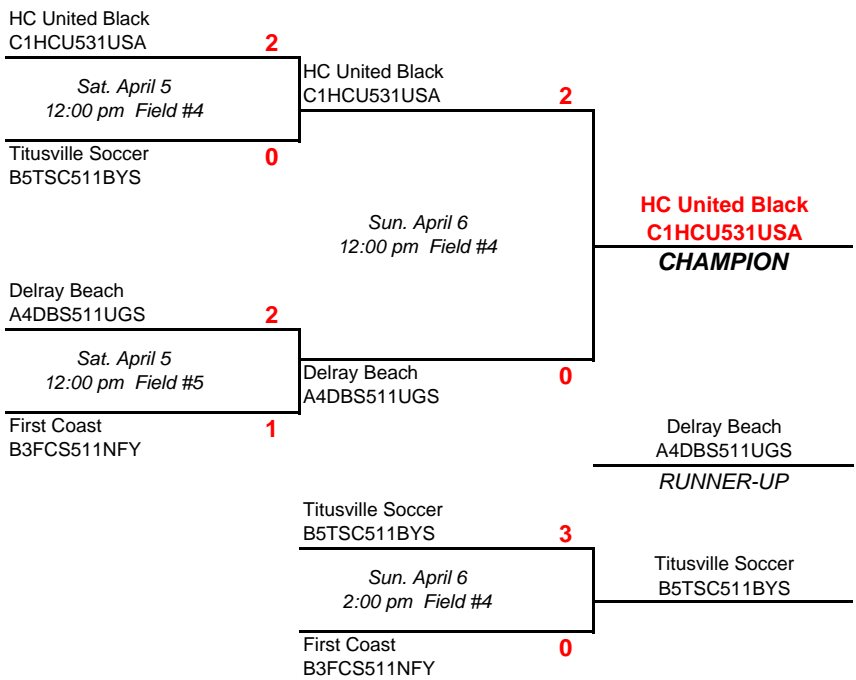 HC United Black
C1HCU531USA
2
Sat. April 5
12:00 pm Field #4
Titusville Soccer
B5TSC511BYS
0
HC United Black
C1HCU531USA
2
Sun. April 6
12:00 pm Field #4
HC United Black
C1HCU531USA
CHAMPION
Delray Beach
A4DBS511UGS
2
Sat. April 5
12:00 pm Field #5
First Coast
B3FCS511NFY
1
Delray Beach
A4DBS511UGS
0
Delray Beach
A4DBS511UGS
RUNNER-UP
Titusville Soccer
B5TSC511BYS
3
Sun. April 6
2:00 pm Field #4
First Coast
B3FCS511NFY
0
Titusville Soccer
B5TSC511BYS